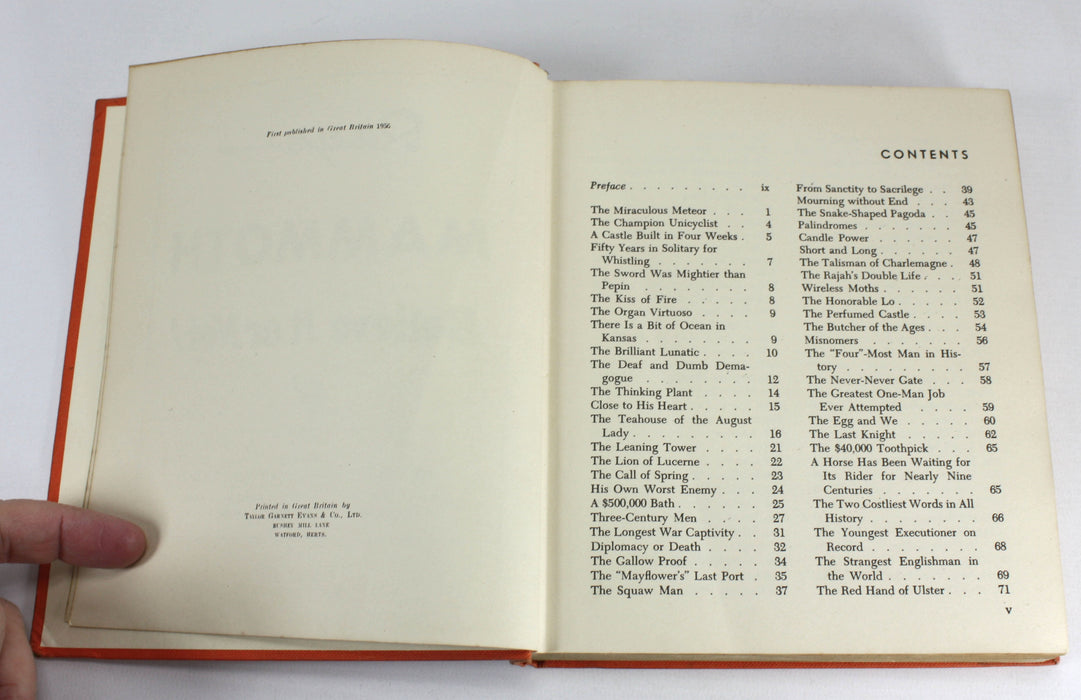 First published in Great Britain 1956
Printed in Great Britain by
TAYLOR GARNETT EVANS & CO., LTD.
BUSHEY MILL LANE
WATFORD, HERTS.
CONTENTS
Preface . . . . . . . . . ix
The Miraculous Meteor . . . 1
The Champion Unicyclist . . 4
A Castle Built in Four Weeks . 5
Fifty Years in Solitary for
Whistling . . . . . . . 7
The Sword Was Mightier than
Pepin . . . . . . . . 8
The Kiss of Fire . . . . . 8
The Organ Virtuoso . . . . 9
There Is a Bit of Ocean in
Kansas . . . . . . . . 9
The Brilliant Lunatic . . . . 10
The Deaf and Dumb Dema-
gogue . . . . . . . . 12
The Thinking Plant . . . . 14
Close to His Heart . . . . . 15
The Teahouse of the August
Lady . . . . . . . . . 16
The Leaning Tower . . . . 21
The Lion of Lucerne . . . . 22
The Call of Spring . . . . . 23
His Own Worst Enemy . . . 24
A $500,000 Bath . . . . . . 25
Three-Century Men . . . . 27
The Longest War Captivity . . 31
Diplomacy or Death . . . . 32
The Gallow Proof . . . . . 34
The "Mayflower's" Last Port . 35
The Squaw Man . . . . . 37
From Sanctity to Sacrilege . . 39
Mourning without End . . . 43
The Snake-Shaped Pagoda . . 45
Palindromes . . . . . . . 45
Candle Power . . . . . . 47
Short and Long . . . . . . 47
The Talisman of Charlemagne . 48
The Rajah's Double Life . . . 51
Wireless Moths . . . . . . 51
The Honorable Lo . . . . . 52
The Perfumed Castle . . . . 53
The Butcher of the Ages . . . 54
Misnomers . . . . . . . 56
The "Four"-Most Man in His-
tory . . . . . . . . . 57
The Never-Never Gate . . . 58
The Greatest One-Man Job
Ever Attempted . . . . 59
The Egg and We . . . . . 60
The Last Knight . . . . . 62
The $40,000 Toothpick . . . 65
A Horse Has Been Waiting for
Its Rider for Nearly Nine
Centuries . . . . . . . 65
The Two Costliest Words in All
History . . . . . . . . 66
The Youngest Executioner on
Record . . . . . . . . 68
The Strangest Englishman in
the World . . . . . . . 69
The Red Hand of Ulster . . . 71
v